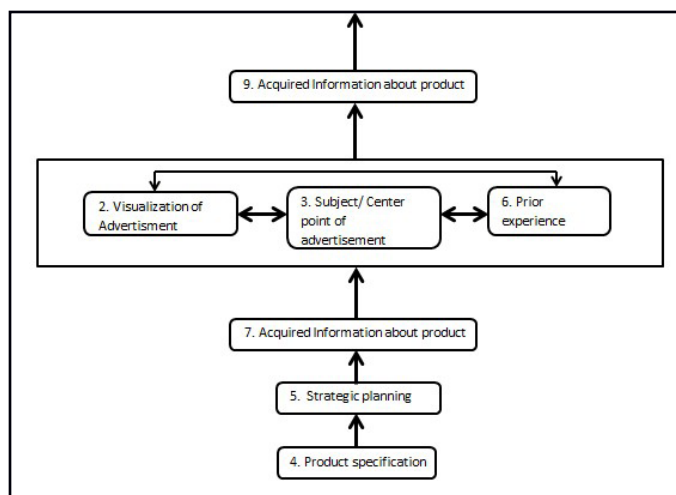 9. Acquired Information about product
2. Visualization of
Advertisment
3. Subject/ Center
point of
advertisement
6. Prior
experience
7. Acquired Information about product
5. Strategic planning
4. Product specification